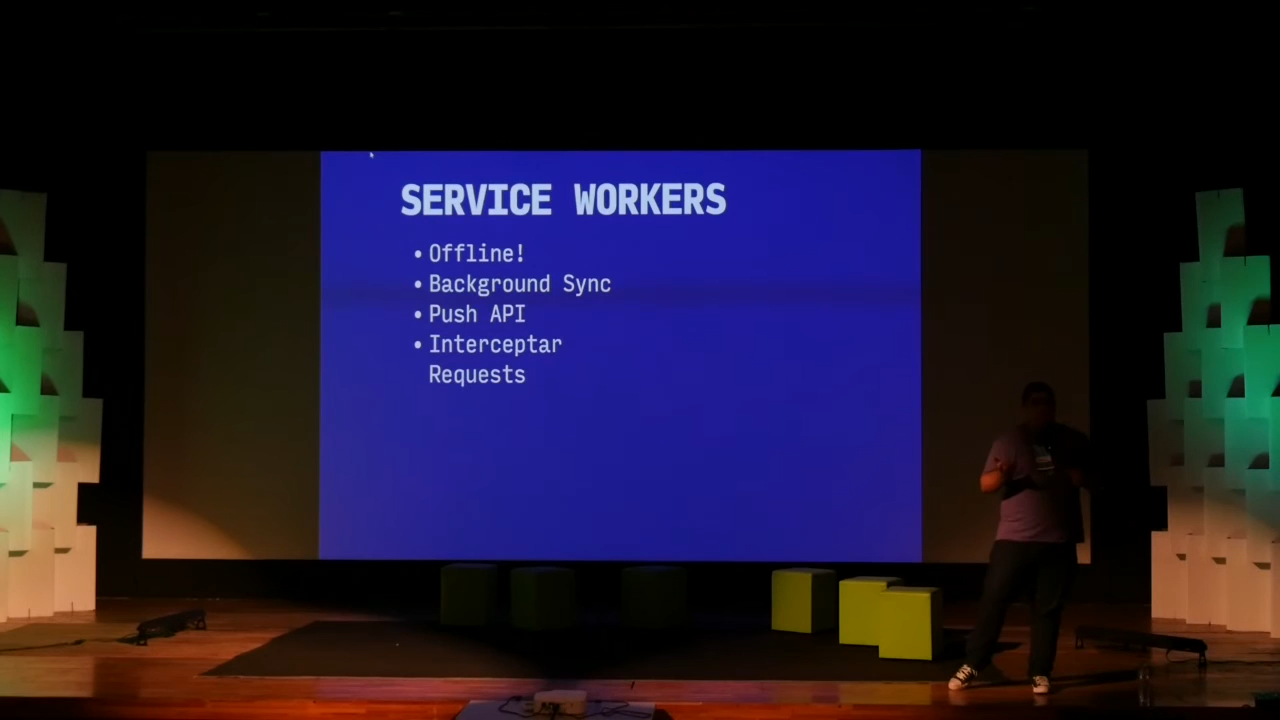 SERVICE WORKERS
• Offline!
• Background Sync
• Push API
• Interceptar
Requests